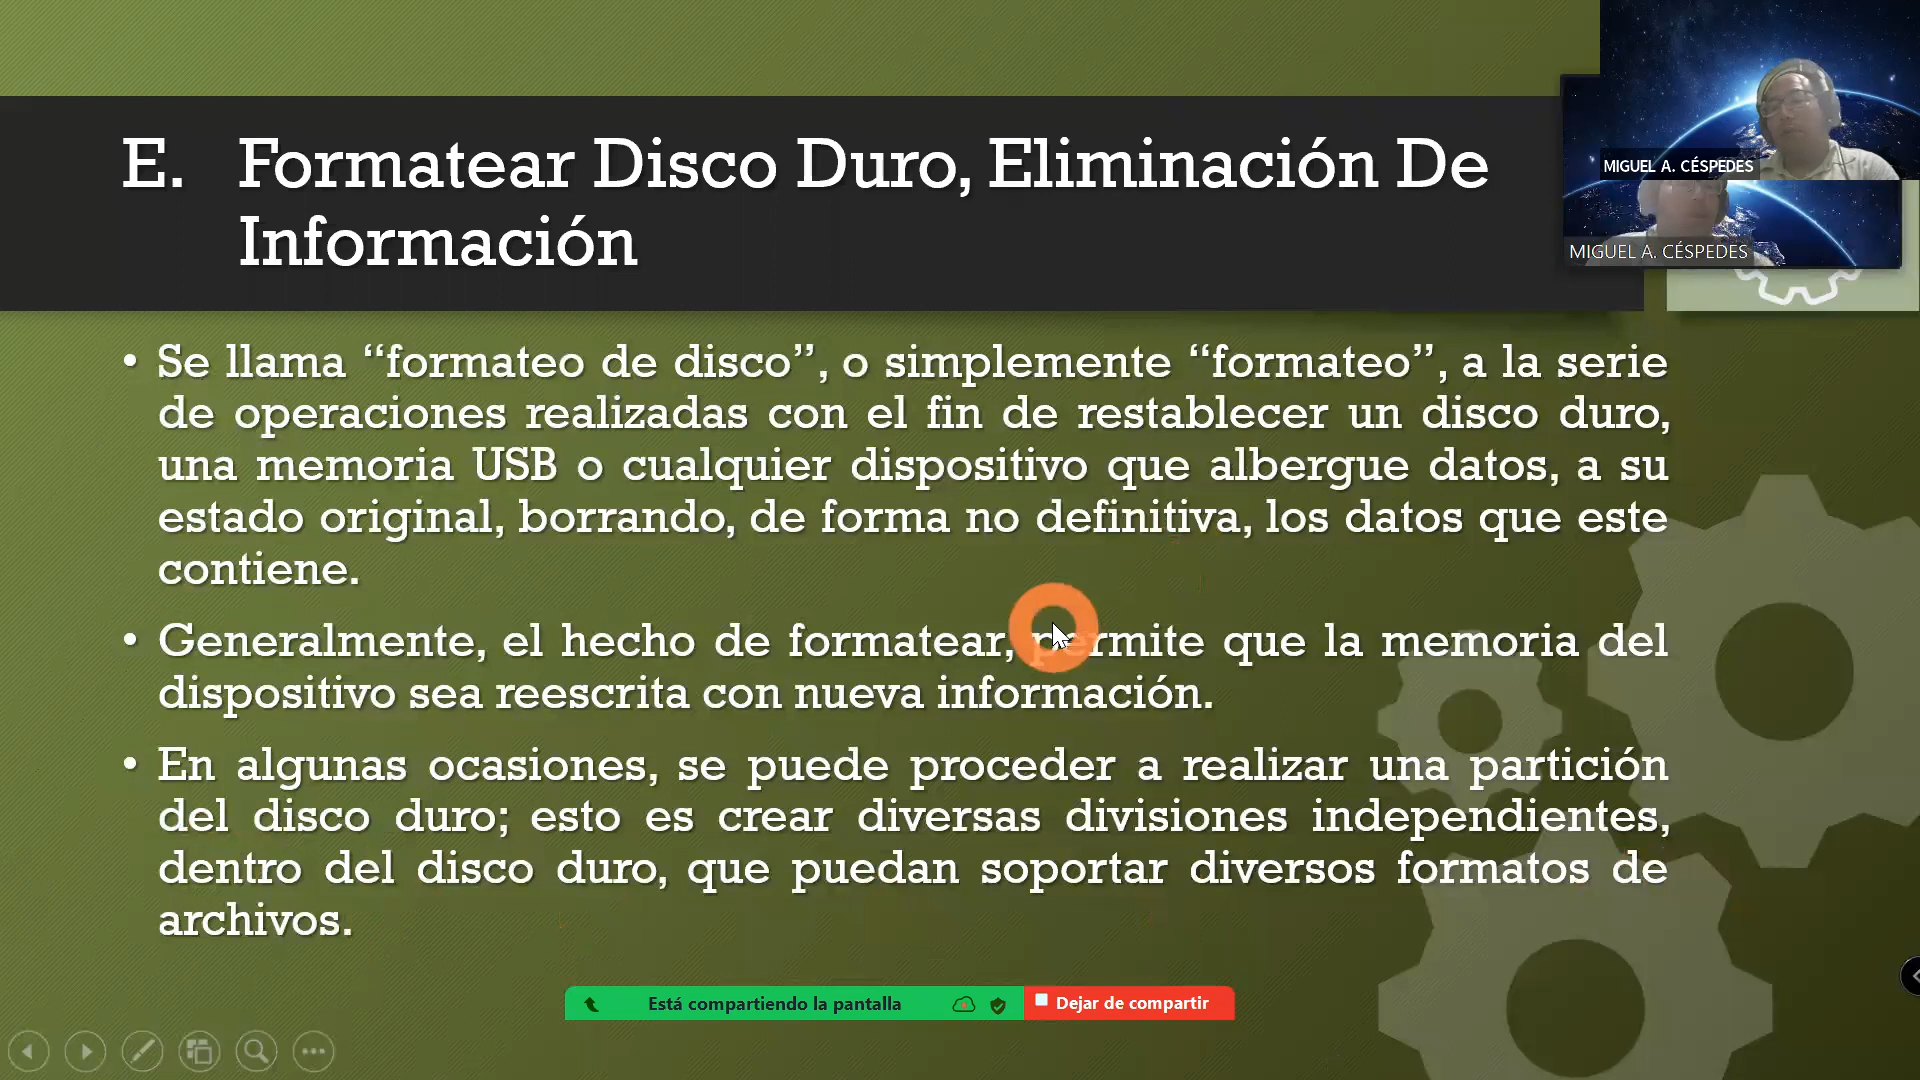 E. Formatear Disco Duro, Eliminación De
Información
MIGUEL A. CÉSPEDES
MIGUEL A. CÉSPEDES
• Se llama “formateo de disco”, o simplemente “formateo”, a la serie
de operaciones realizadas con el fin de restablecer un disco duro,
una memoria USB o cualquier dispositivo que albergue datos, a su
estado original, borrando, de forma no definitiva, los datos que este
contiene.
• Generalmente, el hecho de formatear, permite que la memoria del
dispositivo sea reescrita con nueva información.
• En algunas ocasiones, se puede proceder a realizar una partición
del disco duro; esto es crear diversas divisiones independientes,
dentro del disco duro, que puedan soportar diversos formatos de
archivos.
Está compartiendo la pantalla
Dejar de compartir